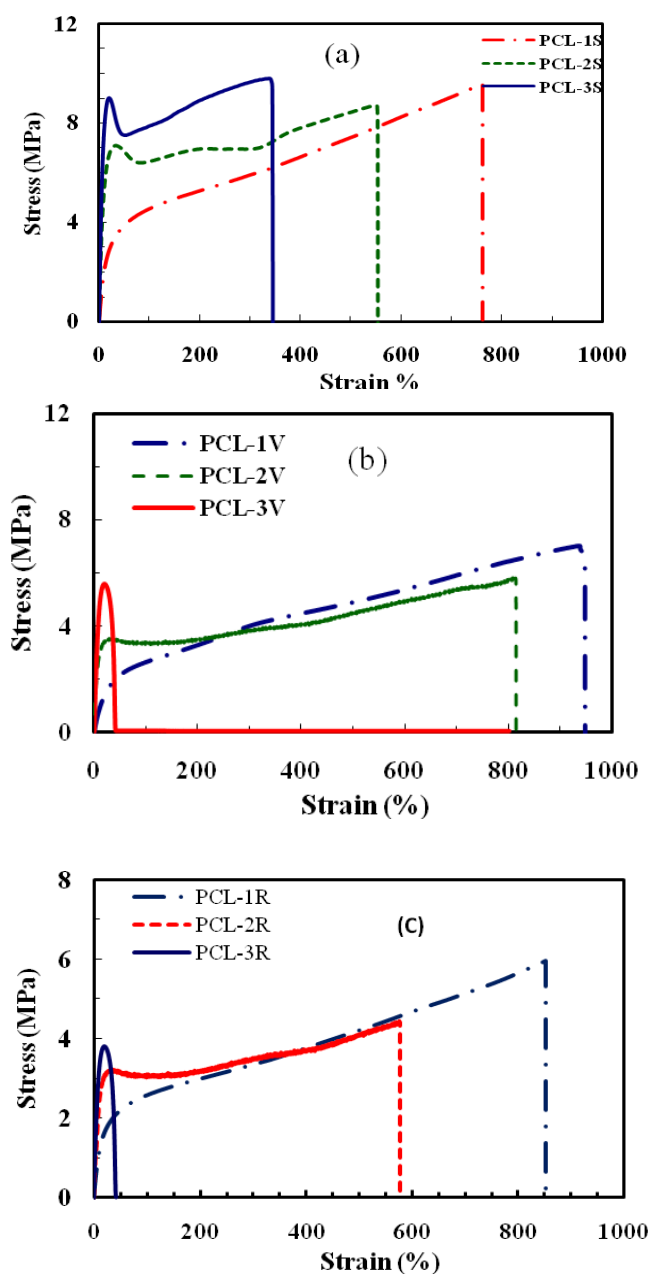 12
(a)
PCL-1S
PCL-2S
PCL-3S
8
4
0
Stress (MPa)
0 200 400 600 800 1000
Strain %
12
PCL-1V
(b)
PCL-2V
PCL-3V
8
4
0
Stress (MPa)
0 200 400 600 800 1000
Strain (%)
8
PCL-1R
PCL-2R
(C)
PCL-3R
6
4
2
0
Stress (MPa)
0 200 400 600 800 1000
Strain (%)